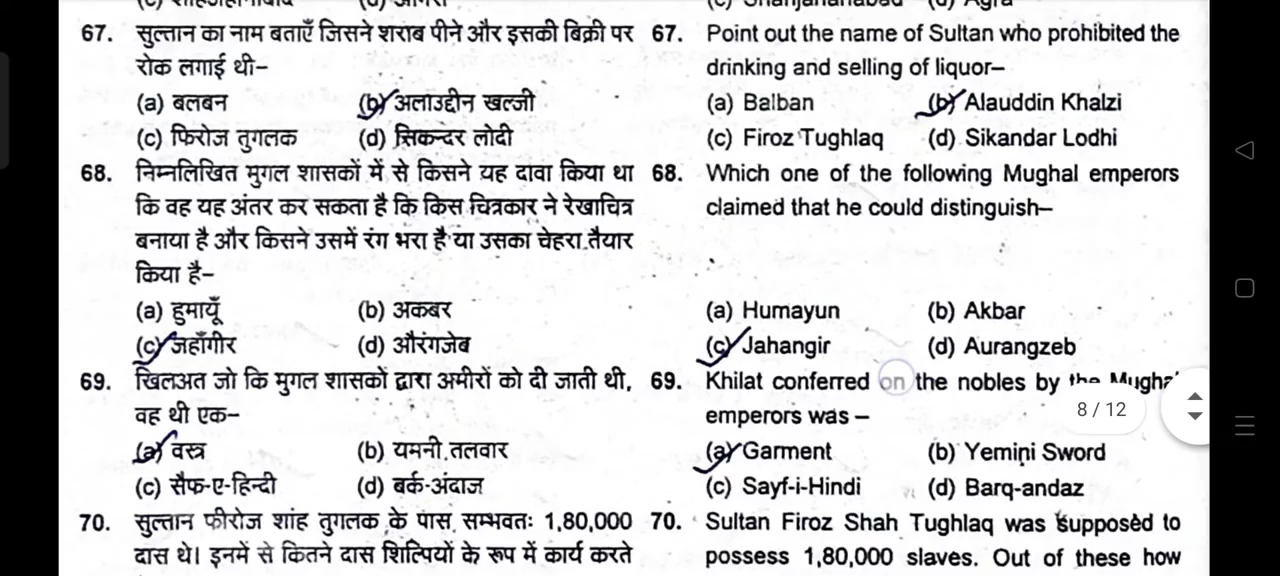 67. सुल्तान का नाम बताएँ जिसने शराब पीने और इसकी बिक्री पर
रोक लगाई थी–
(a) बलबन (b) अलाउद्दीन खल्जी
(c) फिरोज तुगलक (d) सिकन्दर लोदी
68. निम्नलिखित मुगल शासकों में से किसने यह दावा किया था
कि वह यह अंतर कर सकता है कि किस चित्रकार ने रेखाचित्र
बनाया है और किसने उसमें रंग भरा है या उसका चेहरा तैयार
किया है–
(a) हुमायूँ (b) अकबर
(c) जहाँगीर (d) औरंगजेब
69. खिलअत जो कि मुगल शासकों द्वारा अमीरों को दी जाती थी,
वह थी एक–
(a) वस्त्र (b) यमनी तलवार
(c) सैफ-ए-हिन्दी (d) बर्क-अंदाज
70. सुल्तान फीरोज शाह तुगलक के पास सम्भवतः 1,80,000
दास थे। इनमें से कितने दास शिल्पियों के रूप में कार्य करते
(c) Shahjahanabad (d) Agra
67. Point out the name of Sultan who prohibited the
drinking and selling of liquor–
(a) Balban (b) Alauddin Khalzi
(c) Firoz Tughlaq (d) Sikandar Lodhi
68. Which one of the following Mughal emperors
claimed that he could distinguish–
(a) Humayun (b) Akbar
(c) Jahangir (d) Aurangzeb
69. Khilat conferred on the nobles by the Mughal
emperors was –
(a) Garment (b) Yemini Sword
(c) Sayf-i-Hindi (d) Barq-andaz
70. Sultan Firoz Shah Tughlaq was supposed to
possess 1,80,000 slaves. Out of these how
8 / 12